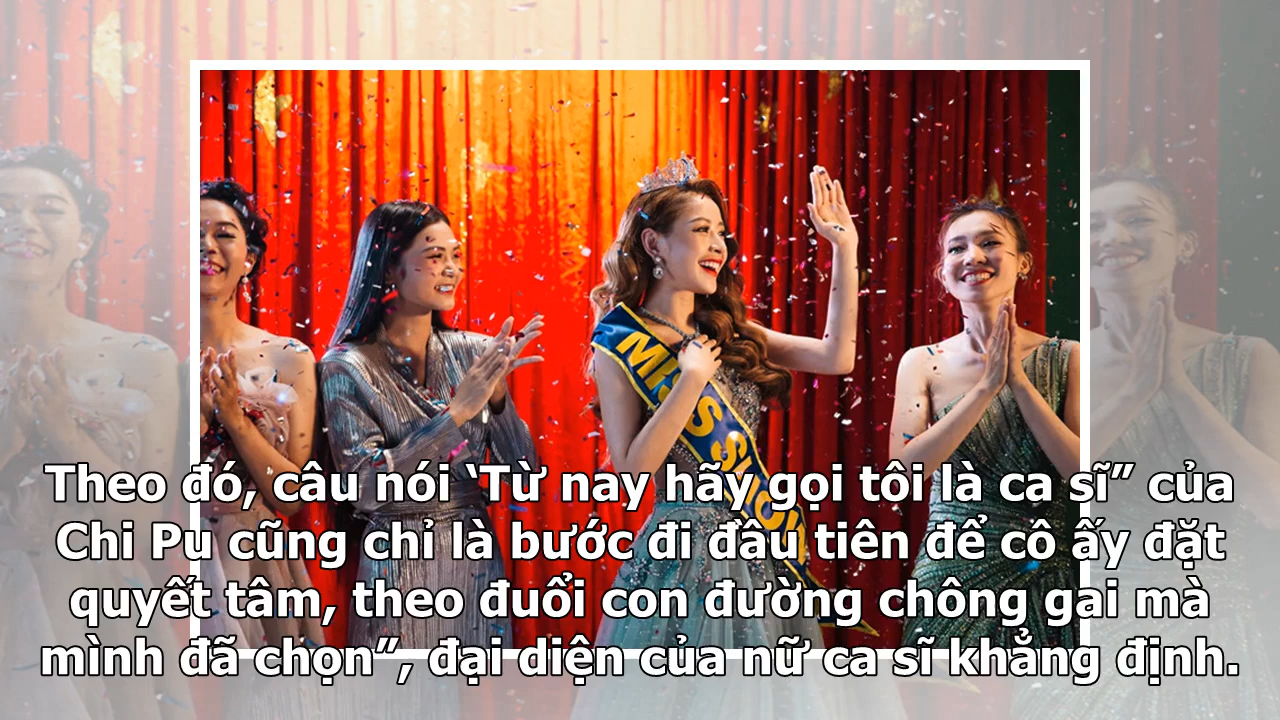 MISS SHOW
Theo đó, câu nói ‘Từ nay hãy gọi tôi là ca sĩ” của
Chi Pu cũng chỉ là bước đi đầu tiên để cô ấy đặt
quyết tâm, theo đuổi con đường chông gai mà
mình đã chọn”, đại diện của nữ ca sĩ khẳng định.